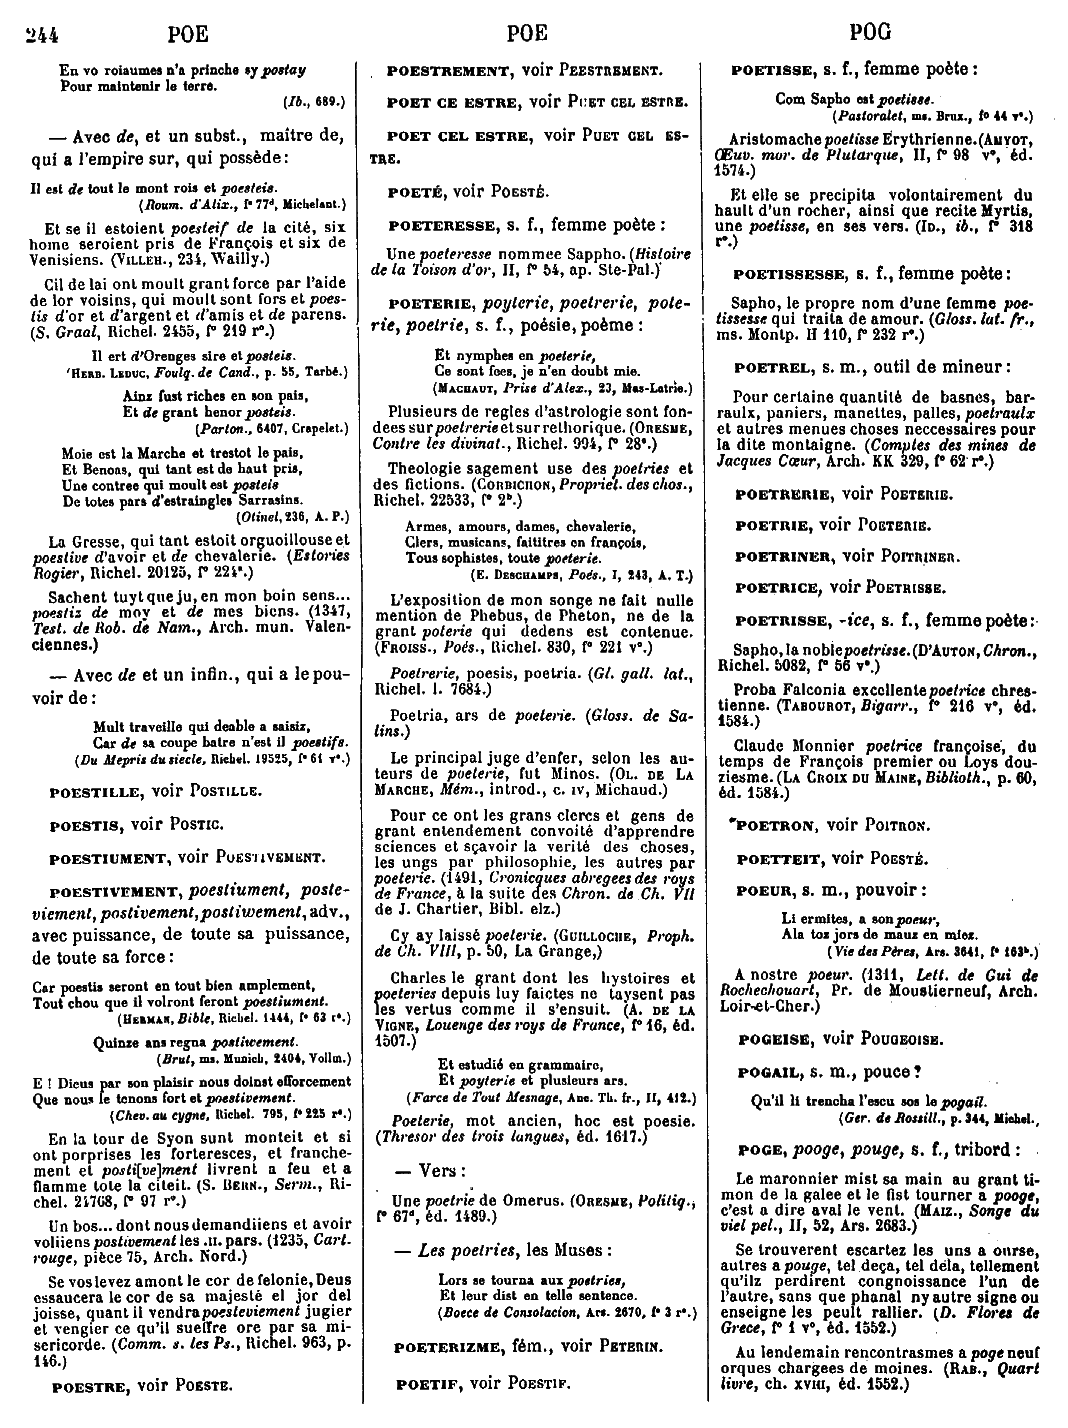 244 POE POE POG
En vo roiaumes n'a prinche sy postay
Pour maintenir le terre.
(Ib., 689.)
— Avec de, et un subst., maître de,
qui a l'empire sur, qui possède :
Il est de tout le mont rois et poesteis.
(Roum. d'Alix., f° 77d, Michelant.)
Et se il estoient poesteif de la cité, six
home seroient pris de François et six de
Venisiens. (VILLEH., 234, Wailly.)
Cil de lai ont moult grant force par l'aide
de lor voisins, qui moult sont fors et poes-
tis d'or et d'argent et d'amis et de parens.
(S. Graal, Richel. 2455, f° 219 r°.)
Il ert d'Orenges sire et posteis.
(HERB. LEDUC, Foulq. de Cand., p. 55, Tarbé.)
Ainz fust riches en son pais,
Et de grant henor posteis.
(Parton., 6407, Crapelet.)
Moie est la Marche et trestot le pais,
Et Benons, qui tant est de haut pris,
Une contree qui moult est posteis
De totes pars d'estraingles Sarrasins.
(Otinel, 236, A. P.)
La Gresse, qui tant estoit orguoillouse et
poestive d'avoir et de chevalerie. (Estories
Rogier, Richel. 20125, f° 224ª.)
Sachent tuyt que ju, en mon boin sens...
poestiz de moy et de mes biens. (1347,
Test. de Rob. de Nam., Arch. mun. Valen-
ciennes.)
— Avec de et un infin., qui a le pou-
voir de :
Mult traveille qui deable a saisiz,
Car de sa coupe batre n'est il poestifs.
(Du Mepris du siecle, Richel. 19525, f° 61 r°.)
POESTILLE, voir POSTILLE.
POESTIS, voir POSTIC.
POESTIUMENT, voir POESTIVEMENT.
POESTIVEMENT, poestiument, poste-
viement, postivement, postiwement, adv.,
avec puissance, de toute sa puissance,
de toute sa force :
Car poestis seront en tout bien amplement,
Tout chou que il volront feront poestiument.
(HERMAN, Bible, Richel. 1444, f° 63 r°.)
Quinze ans regna postiwement.
(Brut, ms. Munich, 2404, Vollm.)
E ! Dieus par son plaisir nous doinst efforcement
Que nous le tenons fort et poestivement.
(Chev. au cygne, Richel. 795, f° 225 r°.)
En la tour de Syon sunt monteit et si
ont porprises les forteresces, et franche-
ment et posti[ve]ment livrent a feu et a
flamme tote la citeit. (S. BERN., Serm., Ri-
chel. 24768, f° 97 r°.)
Un bos... dont nous demandiiens et avoir
voliiens postivement les .II. pars. (1235, Cart.
rouge, pièce 75, Arch. Nord.)
Se vos levez amont le cor de felonie, Deus
essaucera le cor de sa majesté el jor del
joisse, quant il vendra poesteviement jugier
et vengier ce qu'il sueffre ore par sa mi-
sericorde. (Comm. s. les Ps., Richel. 963, p.
146.)
POESTRE, voir POESTE.
POESTREMENT, voir PEESTREMENT.
POET CE ESTRE, voir PUET CEL ESTRE.
POET CEL ESTRE, voir PUET CEL ES-
TRE.
POETÉ, voir POESTÉ.
POETERESSE, s. f., femme poète :
Une poeteresse nommee Sappho. (Histoire
de la Toison d'or, II, f° 54, ap. Ste-Pal.)
POETERIE, poyterie, poetrerie, pote-
rie, poetrie, s. f., poésie, poème :
Et nymphes en poeterie,
Ce sont foes, je n'en doubt mie.
(MACHAUT, Prise d'Alex., 23, Mas-Latrie.)
Plusieurs de regles d'astrologie sont fon-
dees sur poetrerie et sur rethorique. (ORESME,
Contre les divinat., Richel. 994, f° 28ª.)
Theologie sagement use des poetries et
des fictions. (CORBICHON, Propriet. des chos.,
Richel. 22533, f° 2b.)
Armes, amours, dames, chevalerie,
Clers, musicans, faititres en françois,
Tous sophistes, toute poeterie.
(E. DESCHAMPS, Poés., I, 243, A. T.)
L'exposition de mon songe ne fait nulle
mention de Phebus, de Pheton, ne de la
grant poterie qui dedens est contenue.
(FROISS., Poés., Richel. 830, f° 221 v°.)
Poetrerie, poesis, poetria. (Gl. gall. lat.,
Richel. l. 7684.)
Poetria, ars de poeterie. (Gloss. de Sa-
lins.)
Le principal juge d'enfer, selon les au-
teurs de poeterie, fut Minos. (OL. DE LA
MARCHE, Mém., introd., c. IV, Michaud.)
Pour ce ont les grans clercs et gens de
grant entendement convoité d'apprendre
sciences et sçavoir la verité des choses,
les ungs par philosophie, les autres par
poeterie. (1491, Cronicques abregees des roys
de France, à la suite des Chron. de Ch. VII
de J. Chartier, Bibl. elz.)
Cy ay laissé poeterie. (GUILLOCHE, Proph.
de Ch. VIII, p. 50, La Grange,)
Charles le grant dont les hystoires et
poeteries depuis luy faictes ne taysent pas
les vertus comme il s'ensuit. (A. DE LA
VIGNE, Louenge des roys de France, f° 16, éd.
1507.)
Et estudié en grammaire,
Et poyterie et plusieurs ars.
(Farce de Tout Mesnage, Anc. Th. fr., II, 412.)
Poeterie, mot ancien, hoc est poesie.
(Thresor des trois langues, éd. 1617.)
— Vers :
Une poetrie de Omerus. (ORESME, Politiq.,
f° 67d, éd. 1489.)
— Les poetries, les Muses :
Lors se tourna aux poetries,
Et leur dist en telle sentence.
(Boece de Consolacion, Ars. 2670, f° 3 r°.)
POETERIZME, fém., voir PETERIN.
POETIF, voir POESTIF.
POETISSE, s. f., femme poète :
Com Sapho est poetisse.
(Pastoralet, ms. Brux., f° 44 v°.)
Aristomache poetisse Erythrienne. (AMYOT,
Œuv. mor. de Plutarque, II, f° 98 v°, éd.
1574.)
Et elle se precipita volontairement du
hault d'un rocher, ainsi que recite Myrtis,
une poetisse, en ses vers. (ID., ib., f° 318
r°.)
POETISSESSE, s. f., femme poète :
Sapho, le propre nom d'une femme poe-
tissesse qui traita de amour. (Gloss. lat. fr.,
ms. Montp. H 110, f° 232 r°.)
POETREL, s. m., outil de mineur :
Pour certaine quantité de basnes, bar-
raulx, paniers, manettes, palles, poetraulx
et autres menues choses neccessaires pour
la dite montaigne. (Comptes des mines de
Jacques Cœur, Arch. KK 329, f° 62 r°.)
POETRERIE, voir POETERIE.
POETRIE, voir POETERIE.
POETRINER, voir POITRINER.
POETRICE, voir POETRISSE.
POETRISSE, -ice, s. f., femme poète :
Sapho, la noble poetrisse. (D'AUTON, Chron.,
Richel. 5082, f° 56 v°.)
Proba Falconia excellente poetrice chres-
tienne. (TABOUROT, Bigarr., f° 216 v°, éd.
1584.)
Claude Monnier poetrice françoise, du
temps de François premier ou Loys dou-
ziesme. (LA CROIX DU MAINE, Biblioth., p. 60,
éd. 1584.)
*POETRON, voir POITRON.
POETTEIT, voir POESTÉ.
POEUR, s. m., pouvoir :
Li ermites, a son poeur,
Ala toz jors de mauz en miez.
(Vie des Pères, Ars. 3641, f° 163b.)
A nostre poeur. (1311, Lett. de Gui de
Rochechouart, Pr. de Moustierneuf, Arch.
Loir-et-Cher.)
POGEISE, voir POUGEOISE.
POGAIL, s. m., pouce ?
Qu'il li trencha l'escu sos le pogail.
(Ger. de Rossill., p. 344, Michel.,
POGE, pooge, pouge, s. f., tribord :
Le maronnier mist sa main au grant ti-
mon de la galee et le fist tourner a pooge,
c'est a dire aval le vent. (MAIZ., Songe du
viel pel., II, 52, Ars. 2683.)
Se trouverent escartez les uns a ourse,
autres a pouge, tel deça, tel dela, tellement
qu'ilz perdirent congnoissance l'un de
l'autre, sans que phanal ny autre signe ou
enseigne les peult rallier. (D. Flores de
Grece, f° 1 v°, éd. 1552.)
Au lendemain rencontrasmes a poge neuf
orques chargees de moines. (RAB., Quart
livre, ch. XVIII, éd. 1552.)